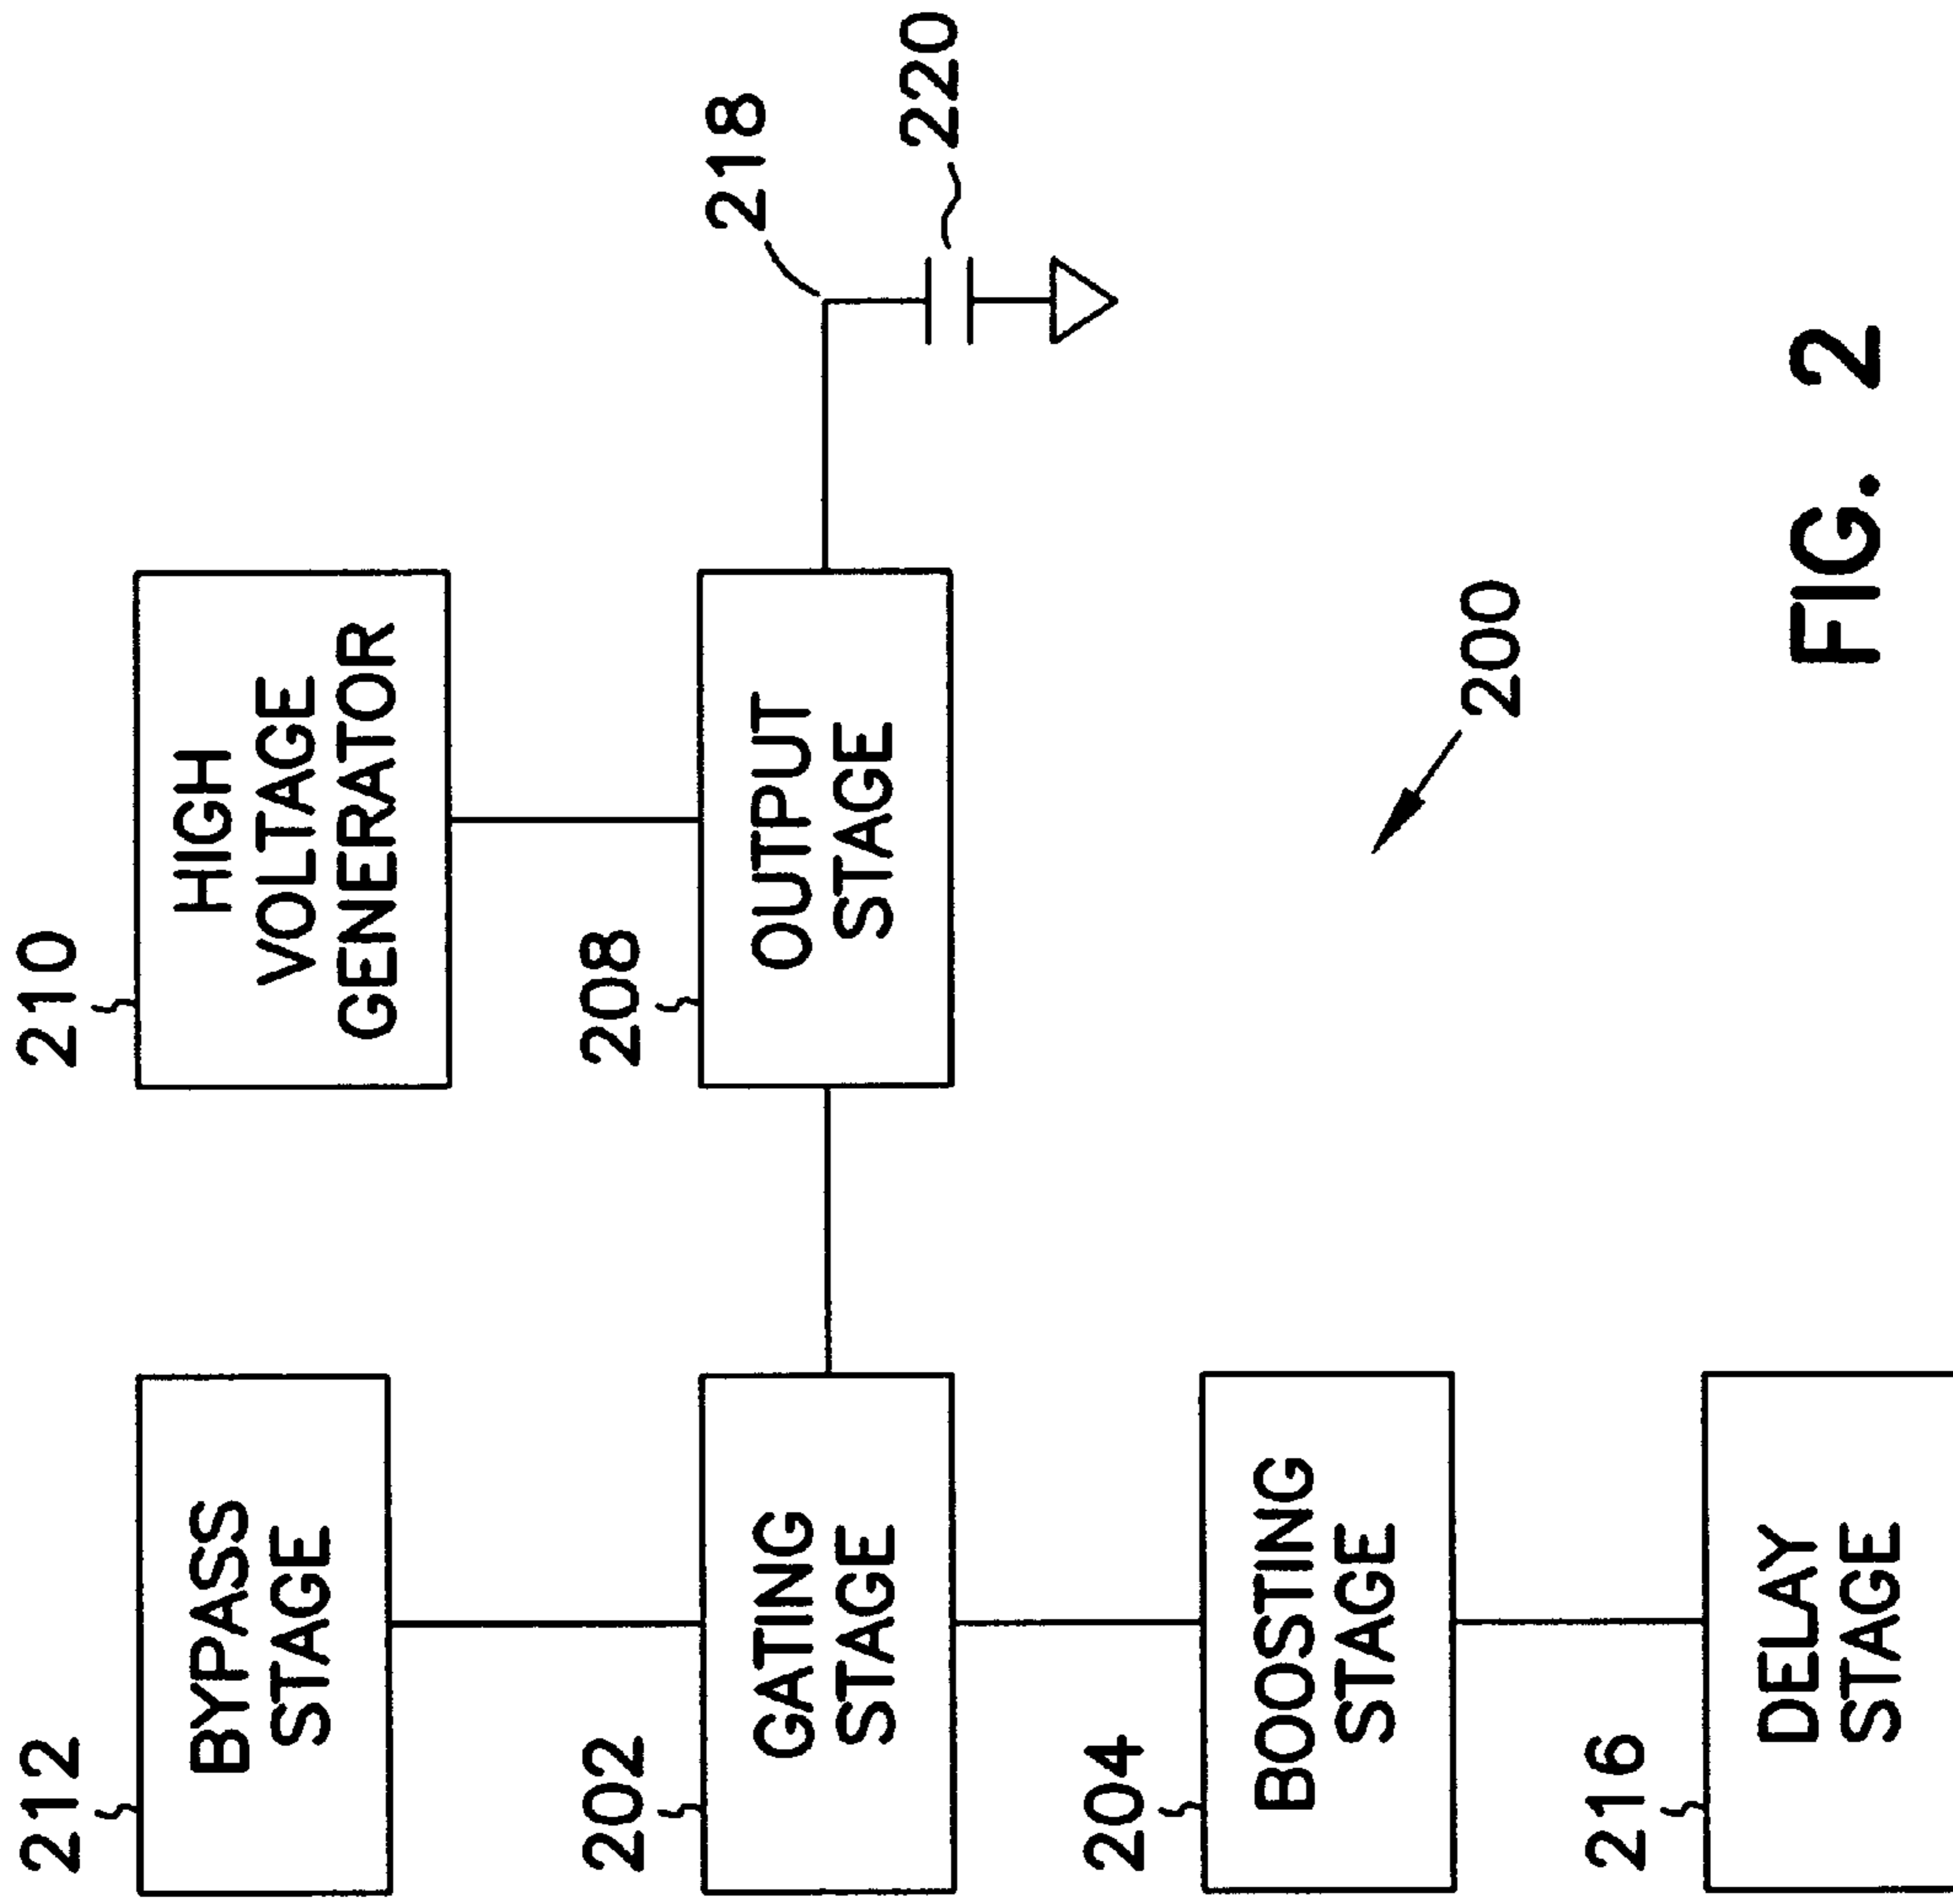 212
BYPASS
STAGE
210
HIGH
VOLTAGE
GENERATOR
202
GATING
STAGE
208
OUTPUT
STAGE
218
220
204
BOOSTING
STAGE
200
216
DELAY
STAGE
FIG. 2